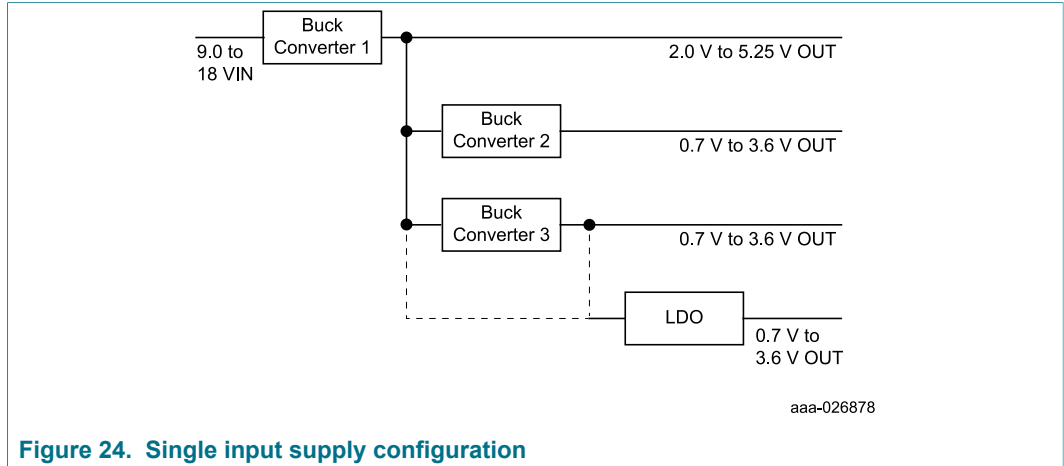 Buck
Converter 1
9.0 to
18 VIN
2.0 V to 5.25 V OUT
Buck
Converter 2
0.7 V to 3.6 V OUT
Buck
Converter 3
0.7 V to 3.6 V OUT
LDO
0.7 V to
3.6 V OUT
aaa-026878
Figure 24. Single input supply configuration